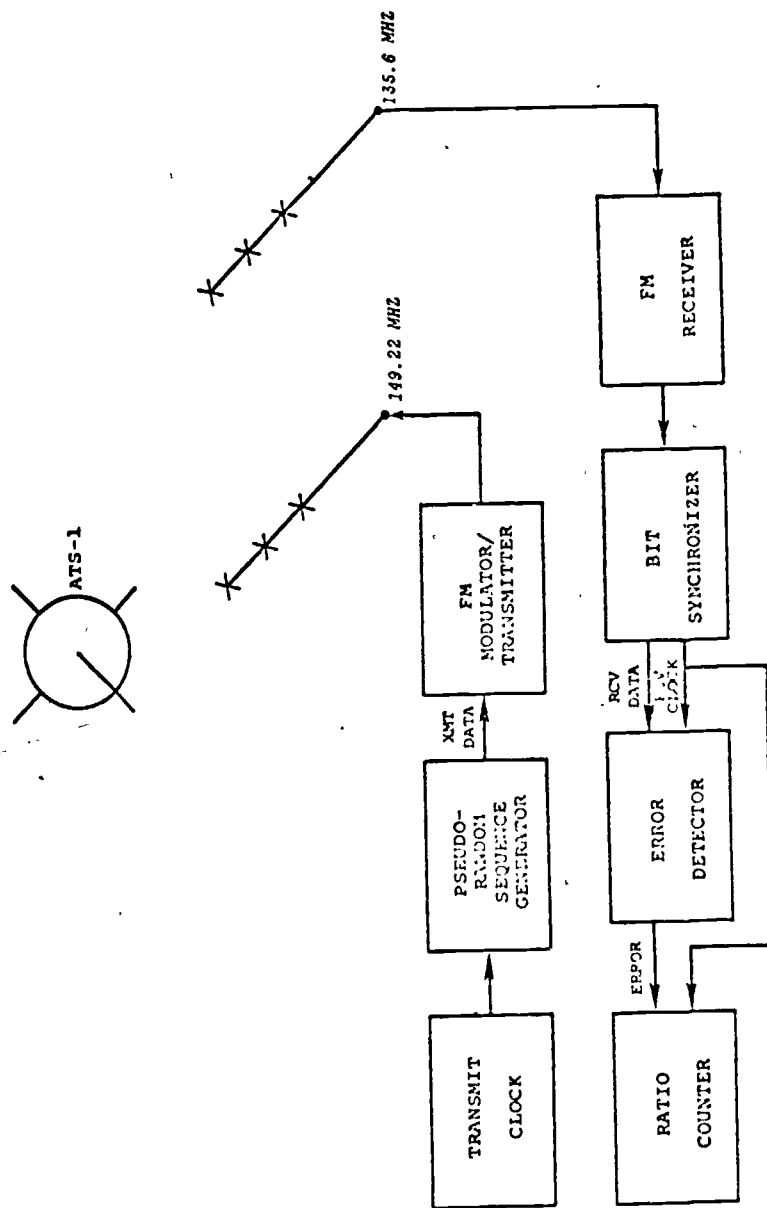 ATS-1
149.22 MHZ
135.6 MHZ
TRANSMIT
CLOCK
PSEUDO-
RANDOM
SEQUENCE
GENERATOR
XMT
DATA
FM
MODULATOR/
TRANSMITTER
RATIO
COUNTER
ERROR
ERROR
DETECTOR
RCV
DATA
CLOCK
BIT
SYNCHRONIZER
FM
RECEIVER